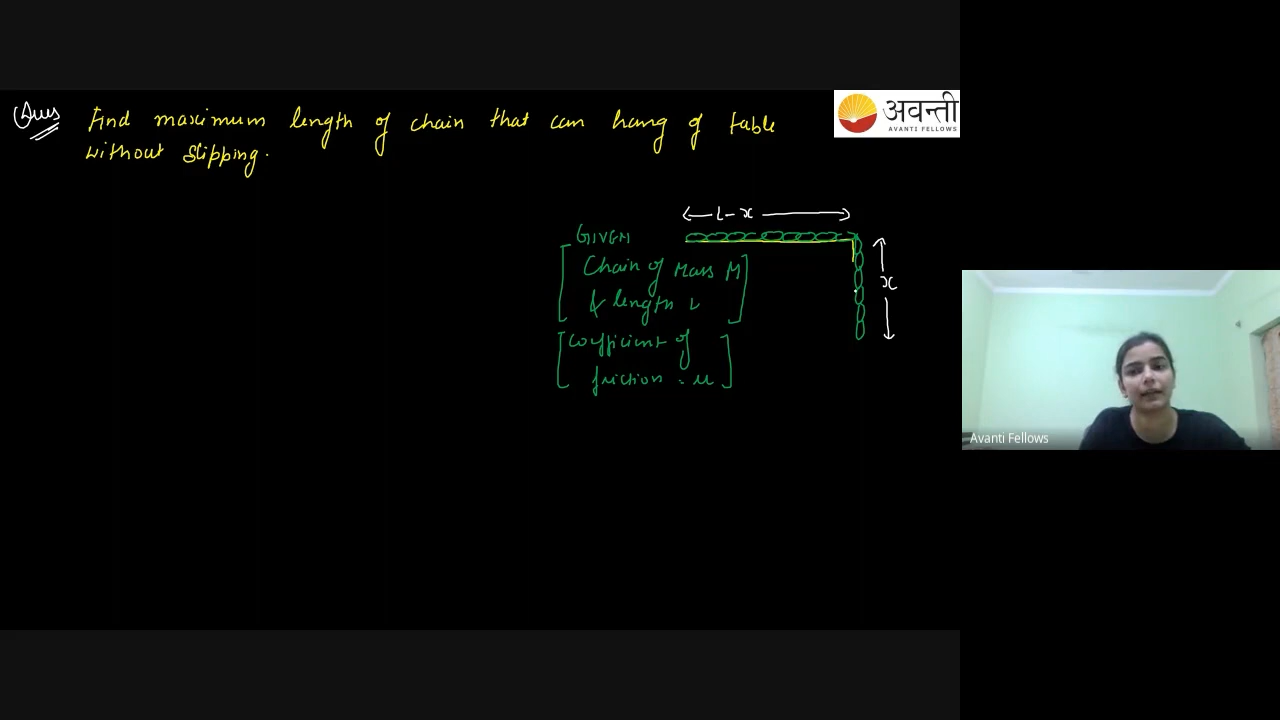 Ques Find maximum length of chain that can hang of table
without slipping.
अवन्ती
AVANTI FELLOWS
L-x
GIVEN
Chain of Mass M
& length L
x
Coefficient of
friction : u
Avanti Fellows